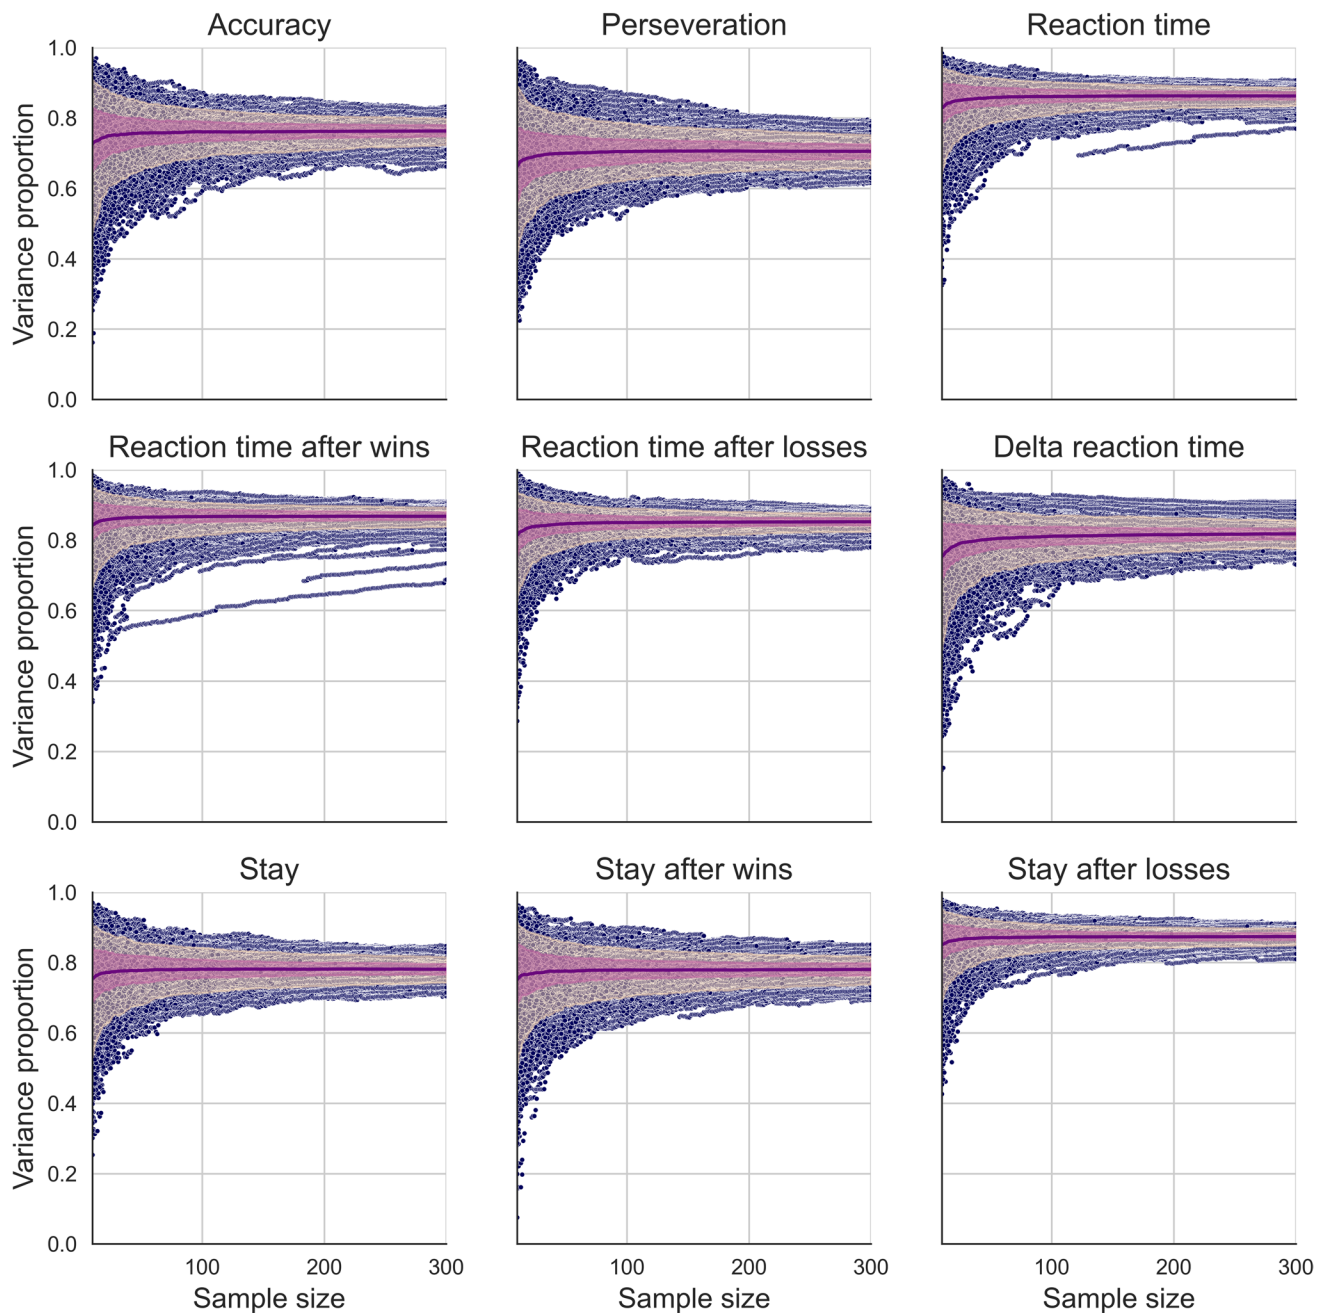 Accuracy Perseveration Reaction time
1.0
0.8
0.6
0.4
0.2
0.0
Variance proportion
Reaction time after wins Reaction time after losses Delta reaction time
1.0
0.8
0.6
0.4
0.2
0.0
Variance proportion
Stay Stay after wins Stay after losses
1.0
0.8
0.6
0.4
0.2
0.0
Variance proportion
100 200 300 100 200 300 100 200 300
Sample size Sample size Sample size